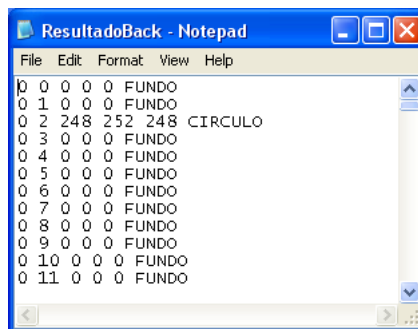 ResultadoBack - Notepad
File Edit Format View Help
0 0 0 0 0 FUNDO
0 1 0 0 0 FUNDO
0 2 248 252 248 CIRCULO
0 3 0 0 0 FUNDO
0 4 0 0 0 FUNDO
0 5 0 0 0 FUNDO
0 6 0 0 0 FUNDO
0 7 0 0 0 FUNDO
0 8 0 0 0 FUNDO
0 9 0 0 0 FUNDO
0 10 0 0 0 FUNDO
0 11 0 0 0 FUNDO